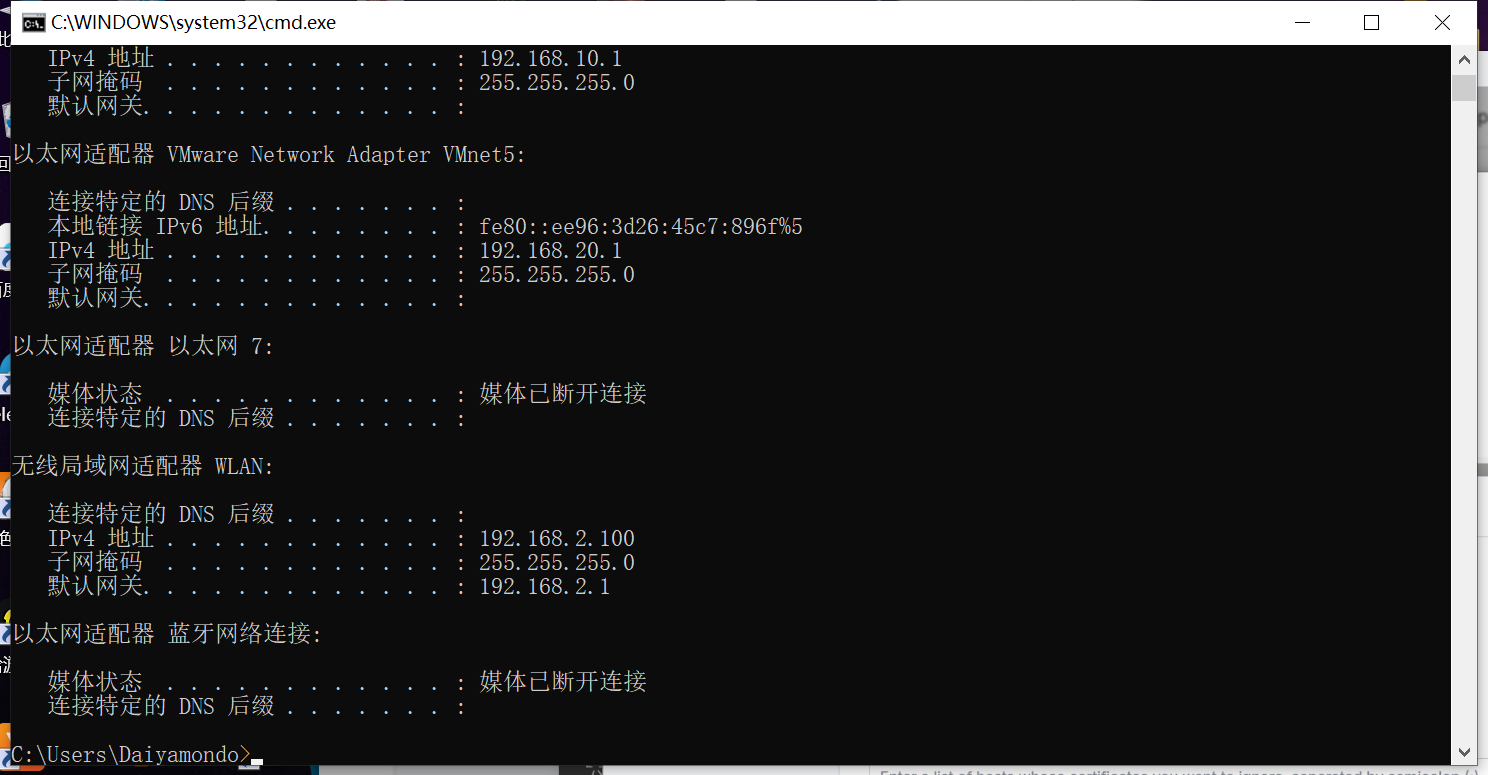 C:\WINDOWS\system32\cmd.exe
IPv4 地址 . . . . . . . . . . . . : 192.168.10.1
子网掩码 . . . . . . . . . . . . : 255.255.255.0
默认网关. . . . . . . . . . . . . :
以太网适配器 VMware Network Adapter VMnet5:
连接特定的 DNS 后缀 . . . . . . . :
本地链接 IPv6 地址. . . . . . . . : fe80::ee96:3d26:45c7:896f%5
IPv4 地址 . . . . . . . . . . . . : 192.168.20.1
子网掩码 . . . . . . . . . . . . : 255.255.255.0
默认网关. . . . . . . . . . . . . :
以太网适配器 以太网 7:
媒体状态 . . . . . . . . . . . . : 媒体已断开连接
连接特定的 DNS 后缀 . . . . . . . :
无线局域网适配器 WLAN:
连接特定的 DNS 后缀 . . . . . . . :
IPv4 地址 . . . . . . . . . . . . : 192.168.2.100
子网掩码 . . . . . . . . . . . . : 255.255.255.0
默认网关. . . . . . . . . . . . . : 192.168.2.1
以太网适配器 蓝牙网络连接:
媒体状态 . . . . . . . . . . . . : 媒体已断开连接
连接特定的 DNS 后缀 . . . . . . . :
C:\Users\Daiyamondo>
Enter a list of hosts whose certificates you want to ignore, separated by semicolon (;)